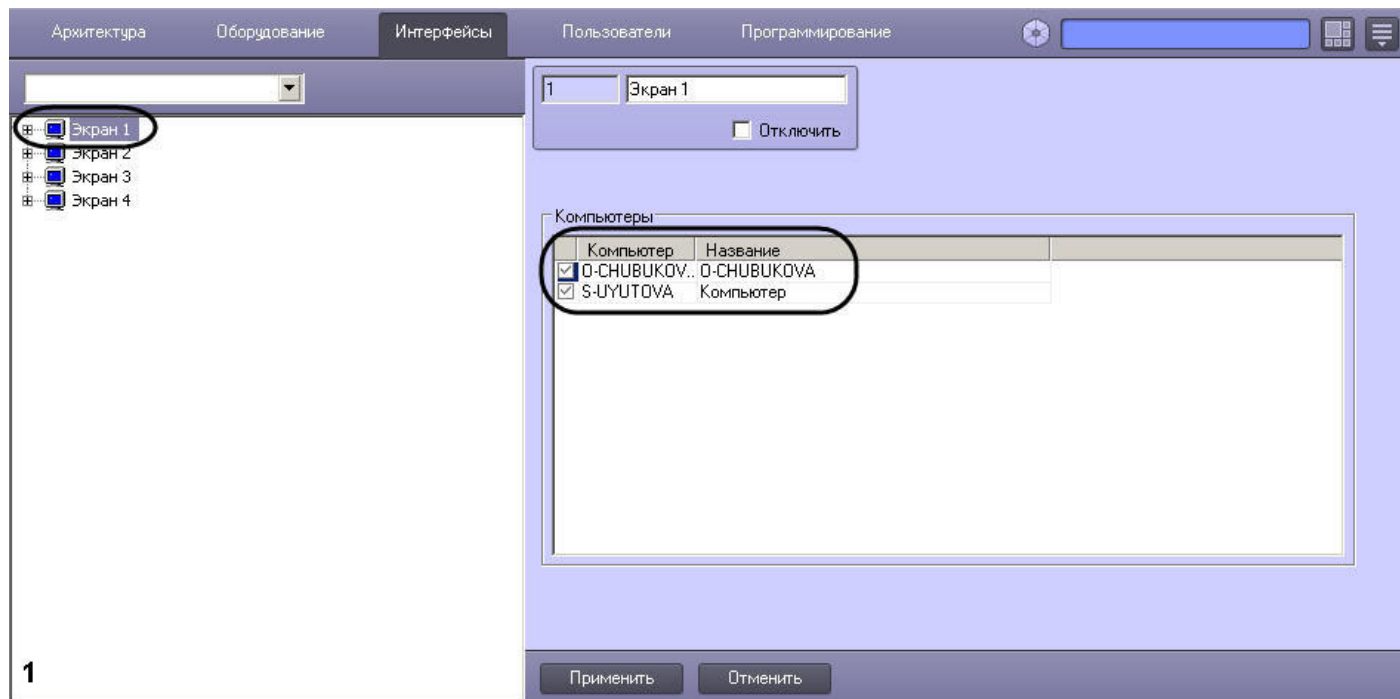 Архитектура Оборудование Интерфейсы Пользователи Программирование
Экран 1
Экран 2
Экран 3
Экран 4
1
1 Экран 1
Отключить
Компьютеры
Компьютер Название
O-CHUBUKOV.. O-CHUBUKOVA
S-UYUTOVA Компьютер
Применить Отменить